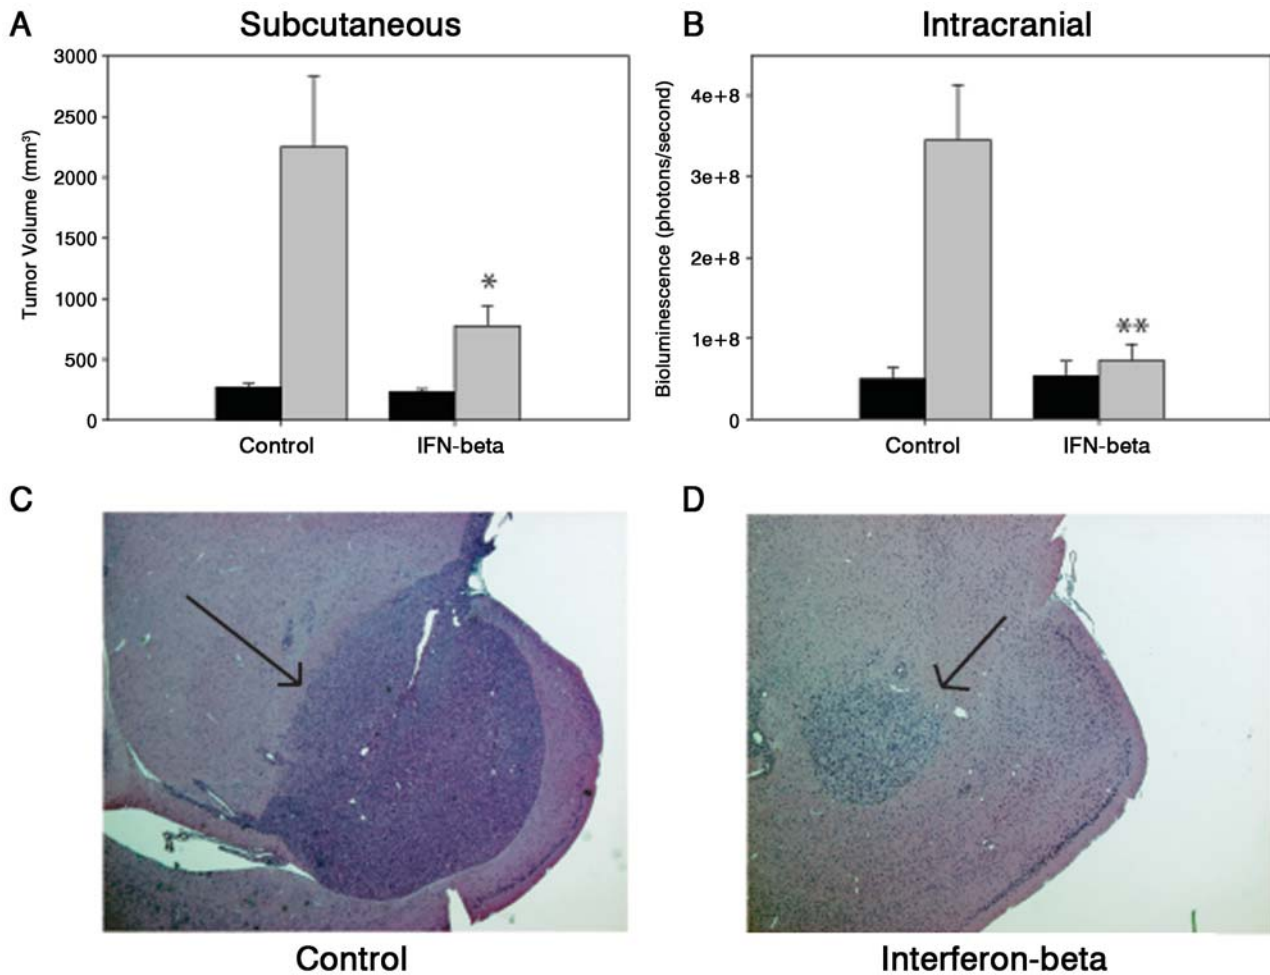 A
Subcutaneous
Tumor Volume (mm³)
3000
2500
2000
1500
1000
500
0
*
Control
IFN-beta
B
Intracranial
Bioluminescence (photons/second)
4e+8
3e+8
2e+8
1e+8
0
**
Control
IFN-beta
C
Control
D
Interferon-beta